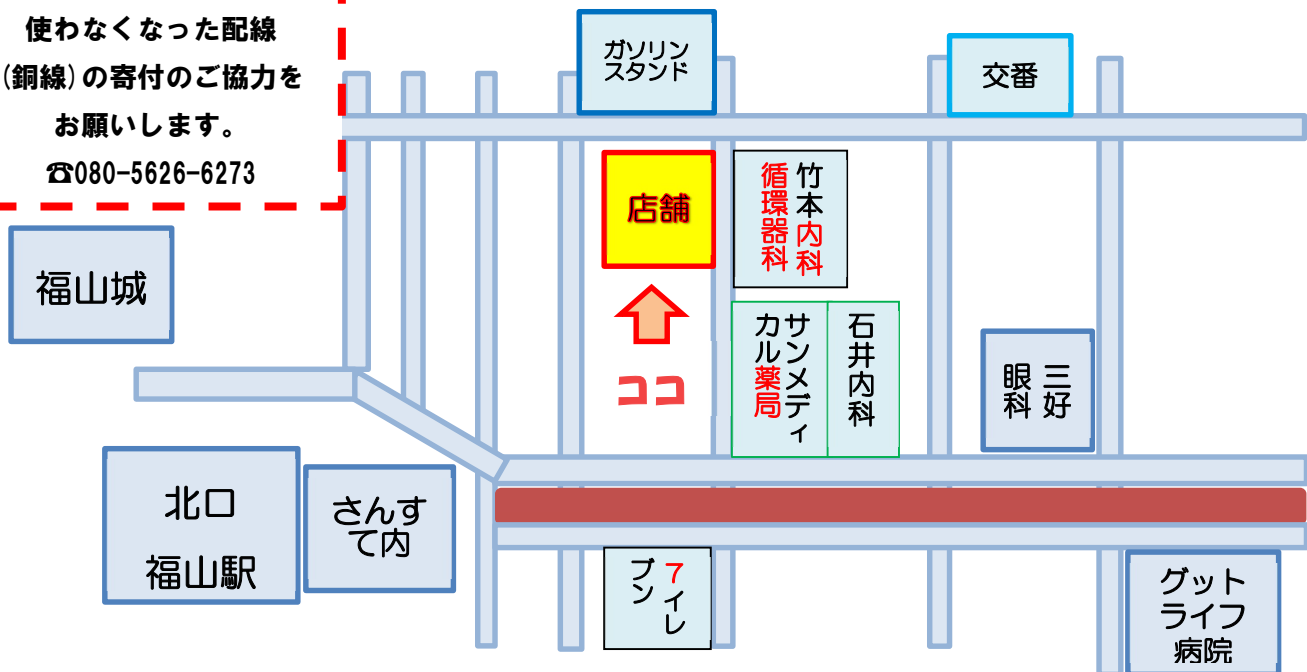 使わなくなった配線
(銅線)の寄付のご協力を
お願いします。
☎080-5626-6273
ガソリン
スタンド
交番
店舗
竹本内科
循環器科
福山城
ココ
サンメディ
カル薬局
石井内科
三好
眼科
北口
福山駅
さんす
て内
7イレ
ブン
グット
ライフ
病院